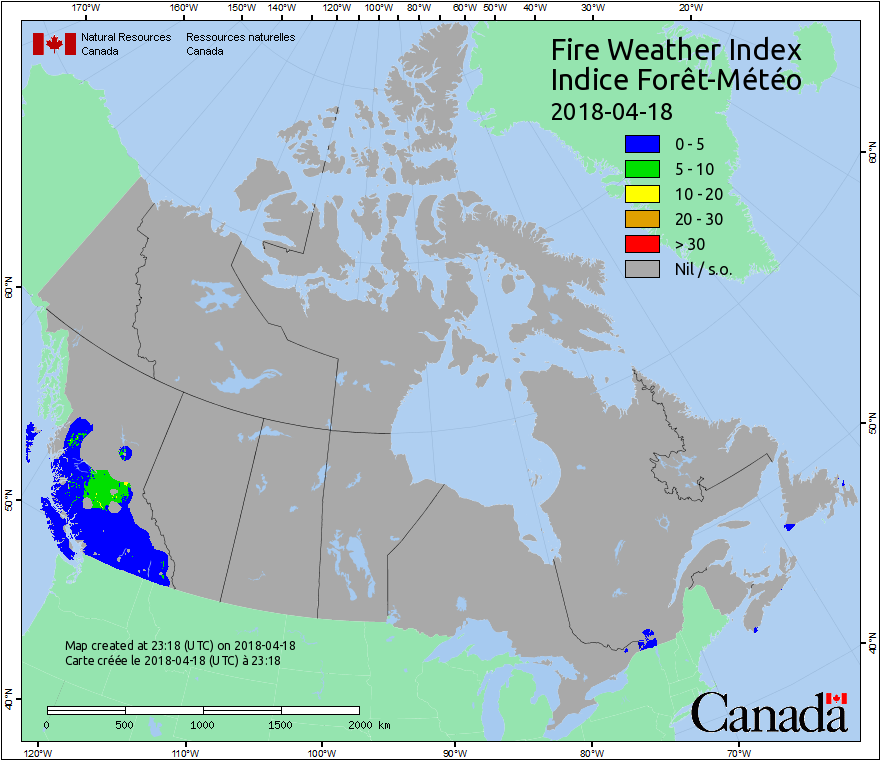 170°W 160°W 150°W 140°W 130°W 120°W 110°W 100°W 90°W 80°W 60°W 50°W 40°W 30°W 20°W
Natural Resources Ressources naturelles
Canada Canada
Fire Weather Index
Indice Forêt-Météo
2018-04-18
0 - 5
5 - 10
10 - 20
20 - 30
> 30
Nil / s.o.
60°N 60°N
50°N 50°N
40°N 40°N
Map created at 23:18 (UTC) on 2018-04-18
Carte créée le 2018-04-18 (UTC) à 23:18
0 500 1000 1500 2000 km
Canada
120°W 110°W 100°W 90°W 80°W 70°W